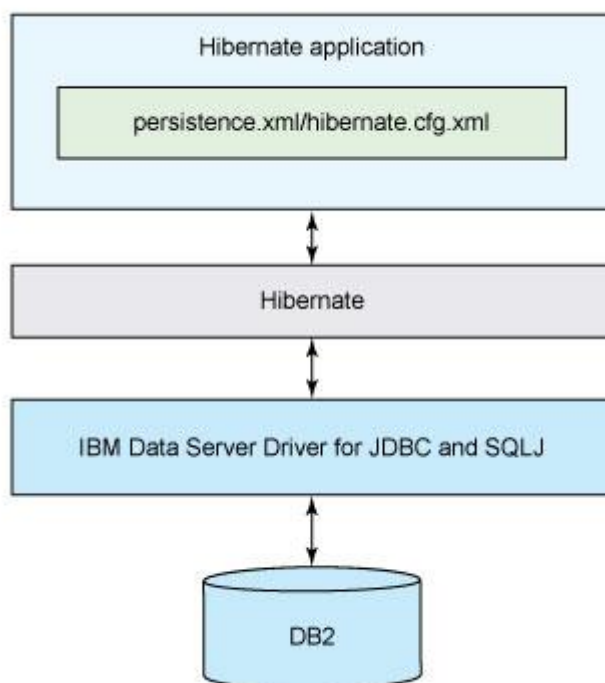 Hibernate application
persistence.xml/hibernate.cfg.xml
Hibernate
IBM Data Server Driver for JDBC and SQLJ
DB2